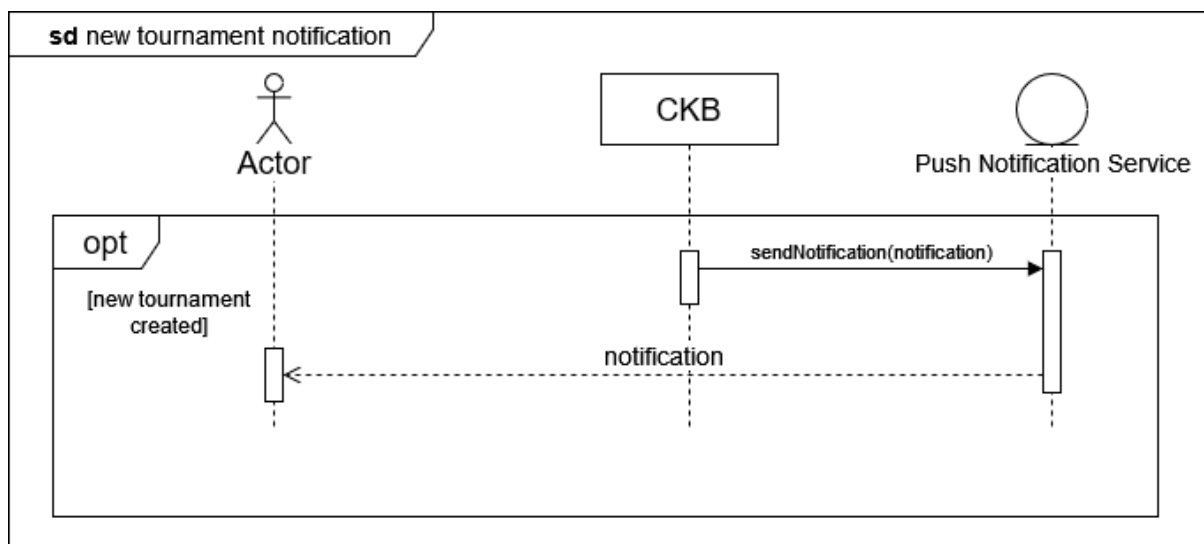 sd new tournament notification
Actor
CKB
Push Notification Service
opt
[new tournament
created]
sendNotification(notification)
notification